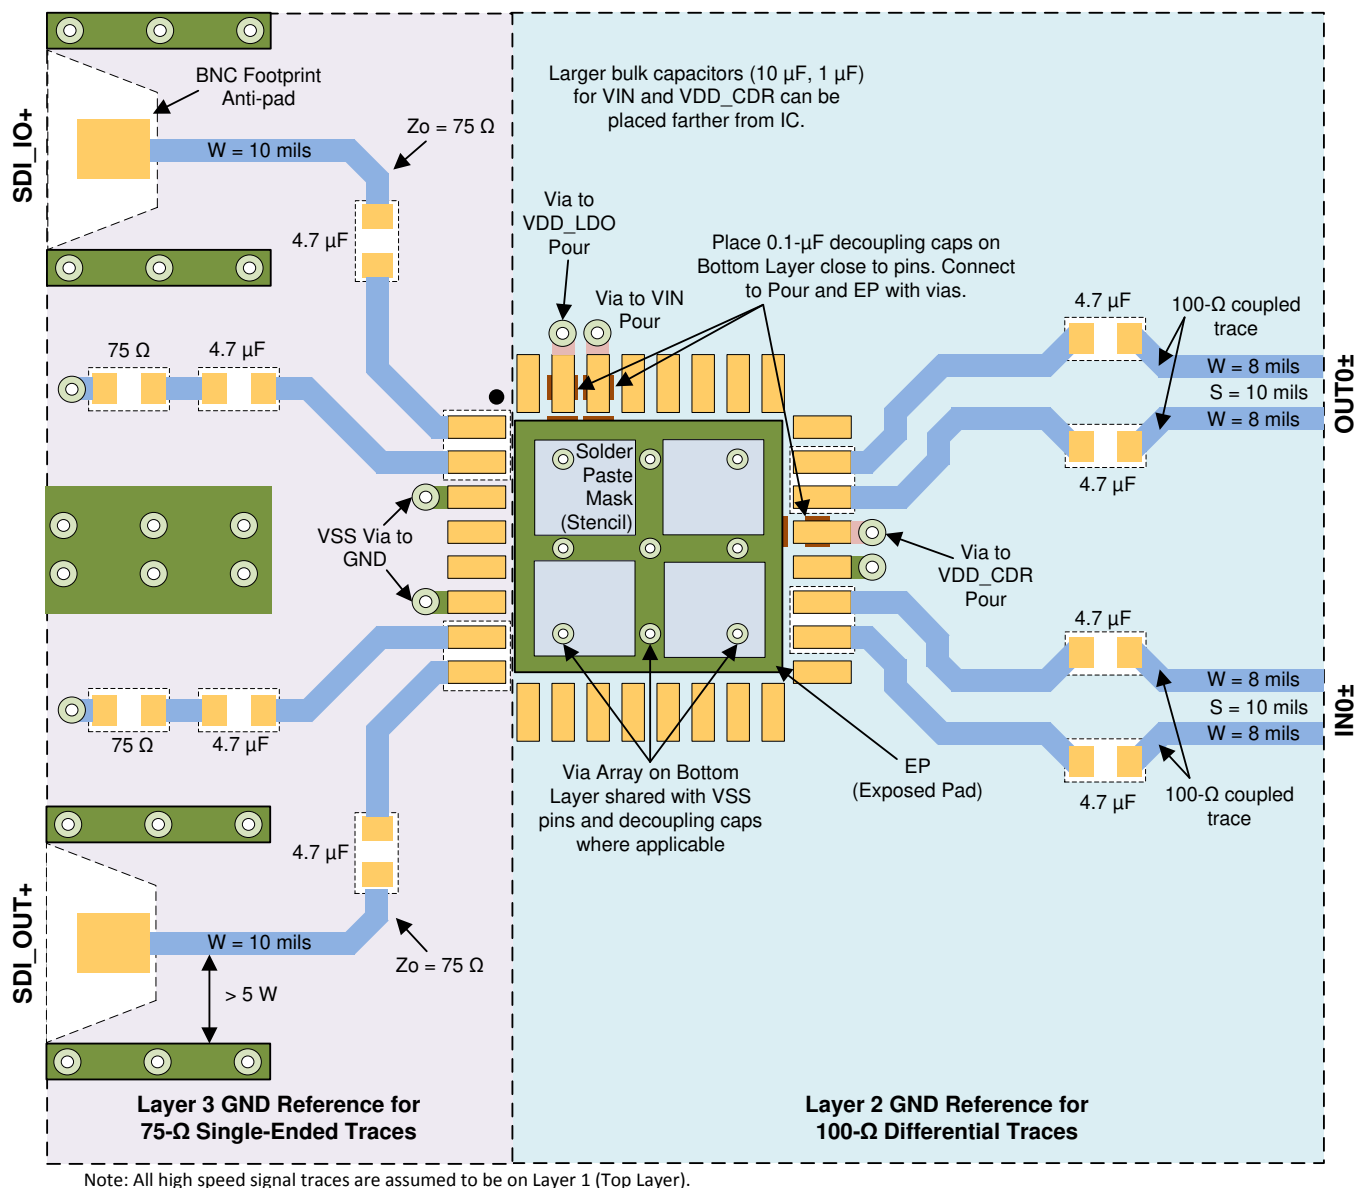 BNC Footprint
Anti-pad
Larger bulk capacitors (10 µF, 1 µF)
for VIN and VDD_CDR can be
placed farther from IC.
SDI_IO+
W = 10 mils
Zo = 75 Ω
4.7 µF
Via to
VDD_LDO
Pour
Via to VIN
Pour
Place 0.1-µF decoupling caps on
Bottom Layer close to pins. Connect
to Pour and EP with vias.
4.7 µF
100-Ω coupled
trace
W = 8 mils
S = 10 mils
W = 8 mils
OUT0±
4.7 µF
75 Ω
4.7 µF
Solder
Paste
Mask
(Stencil)
VSS Via to
GND
Via to
VDD_CDR
Pour
4.7 µF
W = 8 mils
S = 10 mils
W = 8 mils
IN0±
4.7 µF
100-Ω coupled
trace
75 Ω
4.7 µF
Via Array on Bottom
Layer shared with VSS
pins and decoupling caps
where applicable
EP
(Exposed Pad)
4.7 µF
SDI_OUT+
W = 10 mils
Zo = 75 Ω
> 5 W
Layer 3 GND Reference for
75-Ω Single-Ended Traces
Layer 2 GND Reference for
100-Ω Differential Traces
Note: All high speed signal traces are assumed to be on Layer 1 (Top Layer).